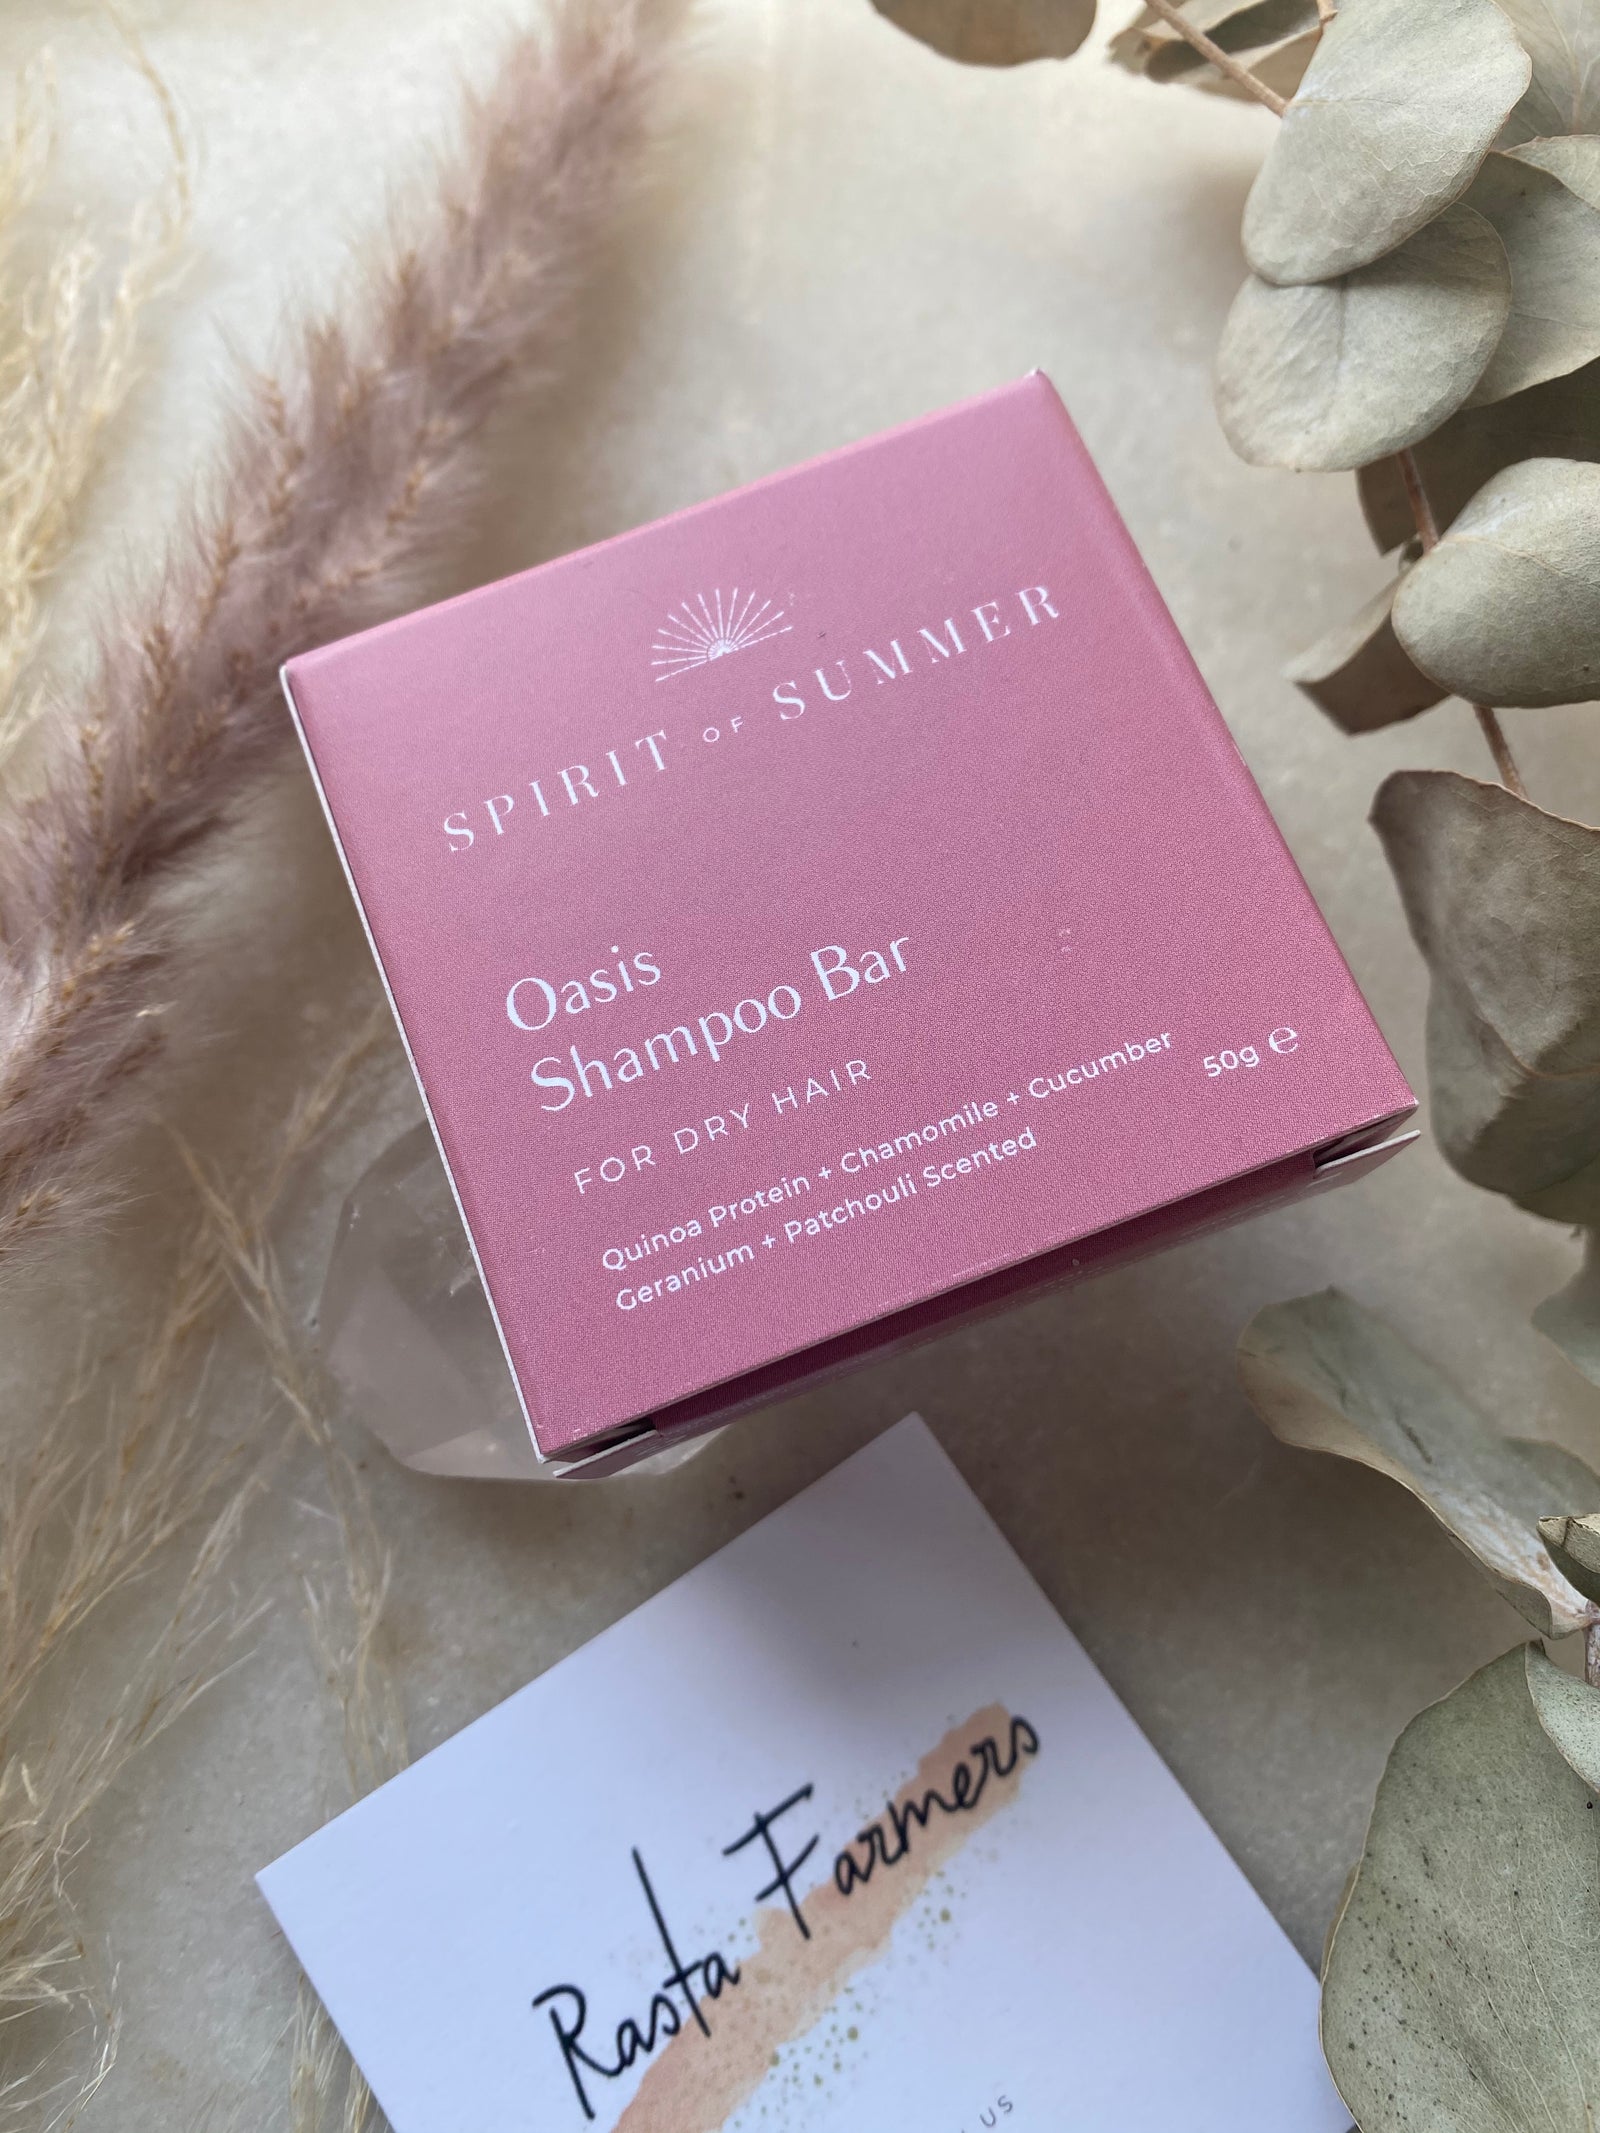 SPIRIT OF SUMMER
Oasis
Shampoo Bar
FOR DRY HAIR
Quinoa Protein + Chamomile + Cucumber
Geranium + Patchouli Scented
50g ℮
Rasta Farmers
US